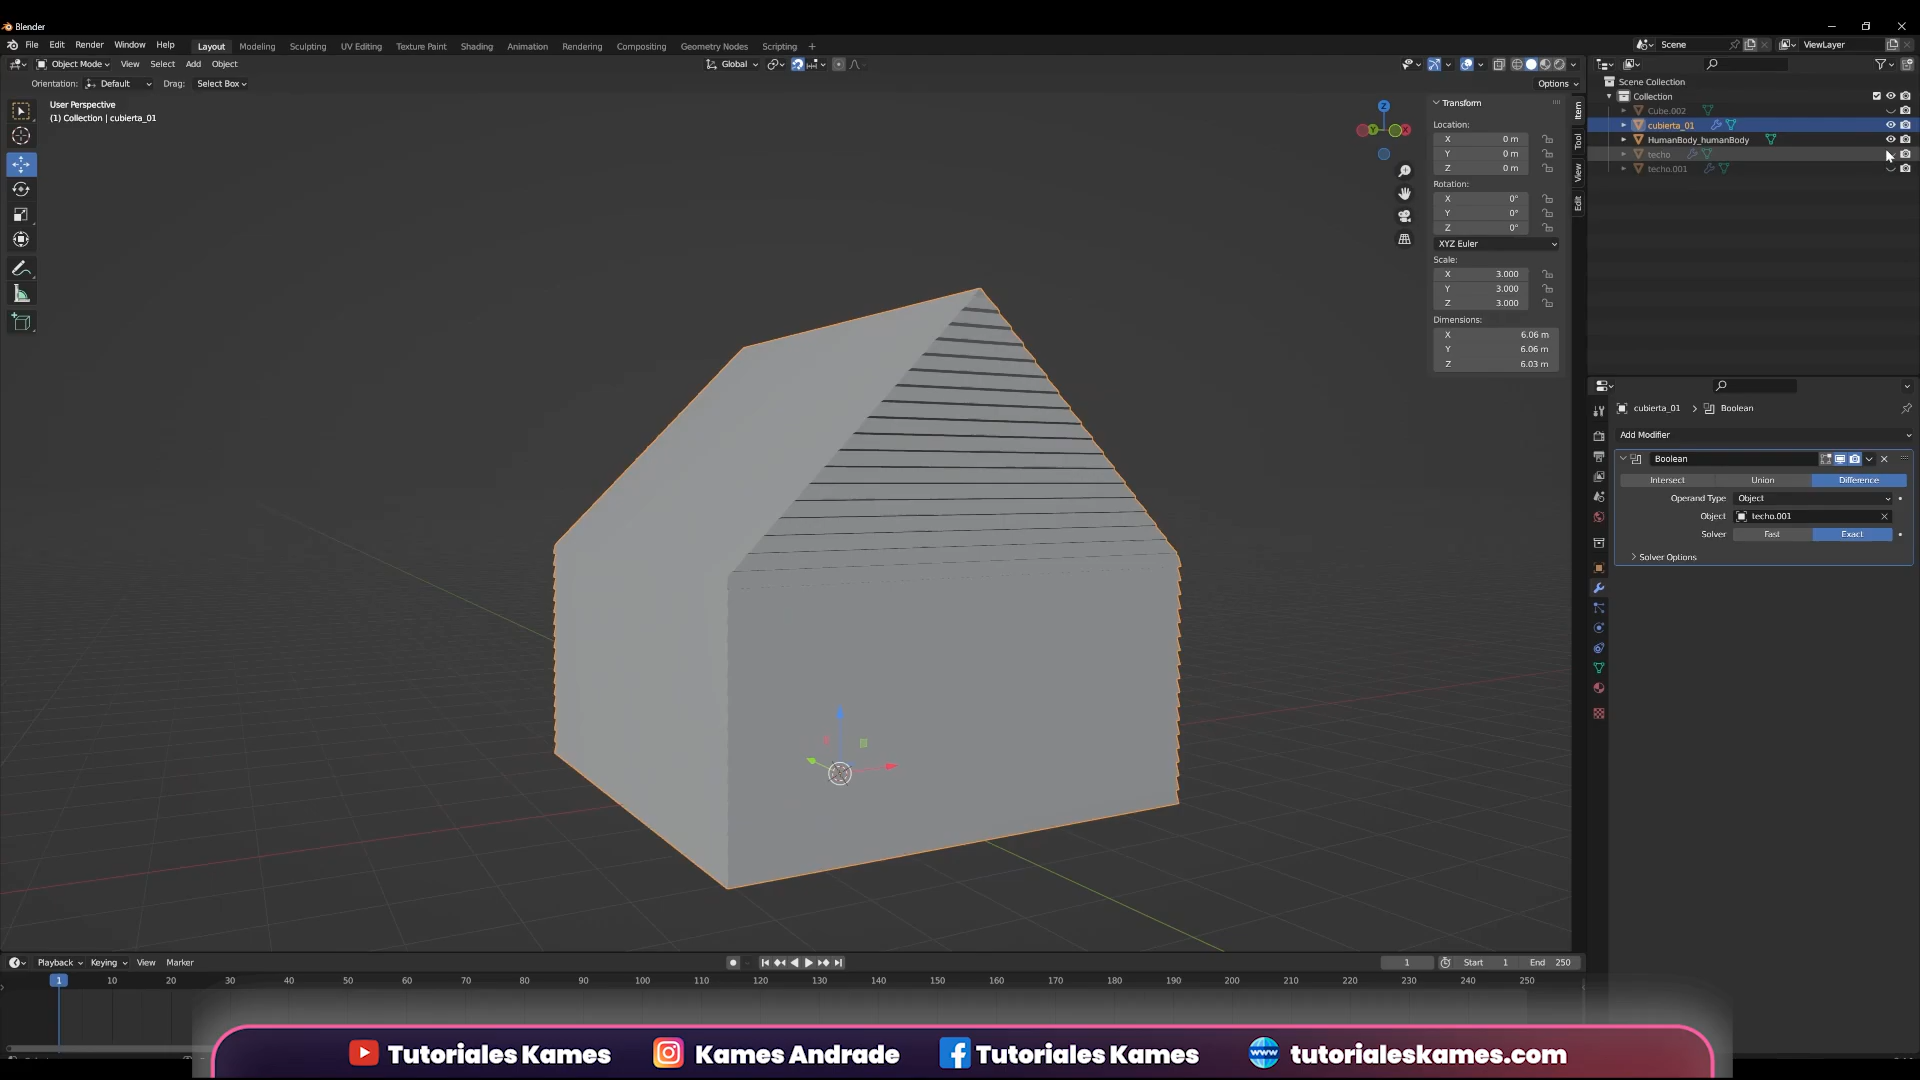 Blender
File Edit Render Window Help
Layout Modeling Sculpting UV Editing Texture Paint Shading Animation Rendering Compositing Geometry Nodes Scripting +
Scene
ViewLayer
Object Mode View Select Add Object
Global
Orientation: Default Drag: Select Box
Options
User Perspective
(1) Collection | cubierta_01
Z
Y
X
Item
Tool
View
Edit
Transform
Location:
X 0 m
Y 0 m
Z 0 m
Rotation:
X 0°
Y 0°
Z 0°
XYZ Euler
Scale:
X 3.000
Y 3.000
Z 3.000
Dimensions:
X 6.06 m
Y 6.06 m
Z 6.03 m
Scene Collection
Collection
Cube.002
cubierta_01
HumanBody_humanBody
techo
techo.001
cubierta_01 > Boolean
Add Modifier
Boolean
Intersect Union Difference
Operand Type Object
Object techo.001
Solver Fast Exact
Solver Options
Playback Keying View Marker
1 Start 1 End 250
1 10 20 30 40 50 60 70 80 90 100 110 120 130 140 150 160 170 180 190 200 210 220 230 240 250
Tutoriales Kames Kames Andrade Tutoriales Kames www tutorialeskames.com